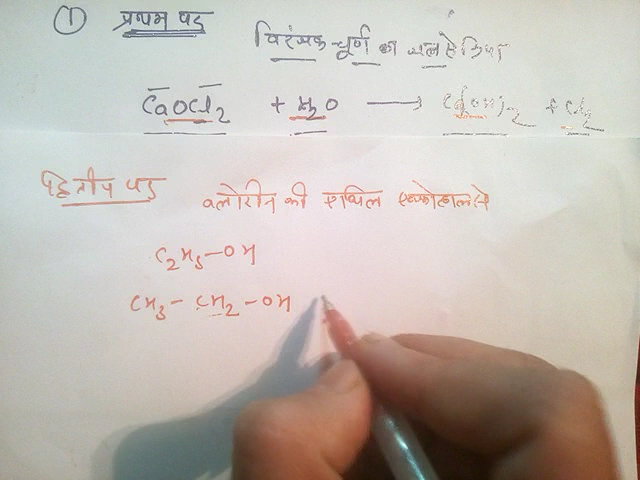 ① प्रथम पद
विरंजक चूर्ण का जल से क्रिया
CaOCl2 + H2O → Ca(OH)2 + Cl2
द्वितीय पद क्लोरीन की एथिल एल्कोहल से
C2H5-OH
CH3-CH2-OH